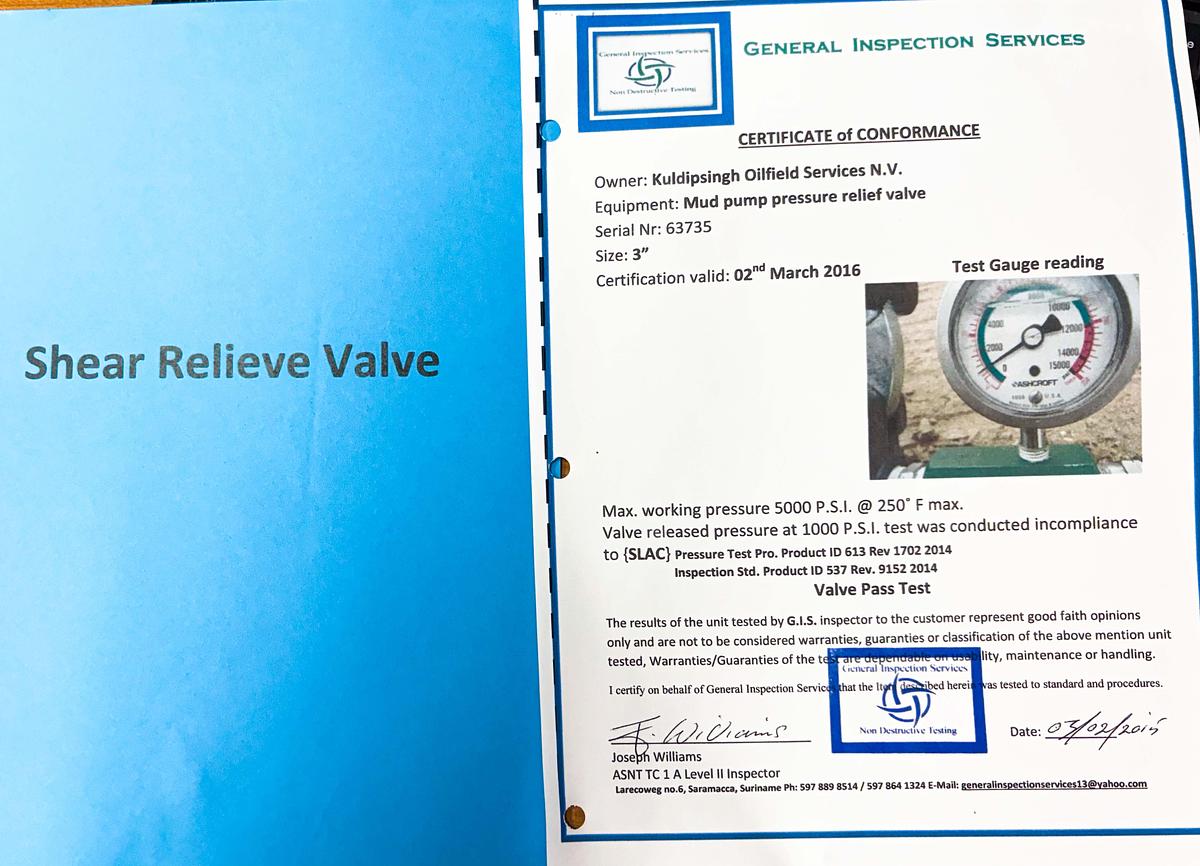 Shear Relieve Valve
General Inspection Services
Non Destructive Testing
GENERAL INSPECTION SERVICES
CERTIFICATE of CONFORMANCE
Owner: Kuldipsingh Oilfield Services N.V.
Equipment: Mud pump pressure relief valve
Serial Nr: 63735
Size: 3”
Certification valid: 02nd March 2016
Test Gauge reading
0
2000
4000
8000
10000
12000
14000
15000
ASHCROFT
U.S.A.
Max. working pressure 5000 P.S.I. @ 250° F max.
Valve released pressure at 1000 P.S.I. test was conducted incompliance
to {SLAC} Pressure Test Pro. Product ID 613 Rev 1702 2014
Inspection Std. Product ID 537 Rev. 9152 2014
Valve Pass Test
The results of the unit tested by G.I.S. inspector to the customer represent good faith opinions
only and are not to be considered warranties, guaranties or classification of the above mention unit
tested, Warranties/Guaranties of the test are dependable on usability, maintenance or handling.
General Inspection Services
I certify on behalf of General Inspection Services that the Item described herein was tested to standard and procedures.
Non Destructive Testing
J. Williams
Date: 03/02/2015
Joseph Williams
ASNT TC 1 A Level II Inspector
Larecoweg no.6, Saramacca, Suriname Ph: 597 889 8514 / 597 864 1324 E-Mail: generalinspectionservices13@yahoo.com